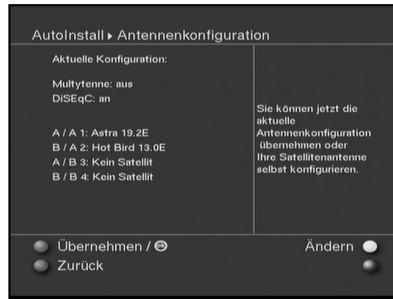 AutoInstall ▸ Antennenkonfiguration
Aktuelle Konfiguration:
Multytenne: aus
DiSEqC: an
A / A 1: Astra 19.2E
B / A 2: Hot Bird 13.0E
A / B 3: Kein Satellit
B / B 4: Kein Satellit
Sie können jetzt die
aktuelle
Antennenkonfiguration
übernehmen oder
Ihre Satellitenantenne
selbst konfigurieren.
Übernehmen / OK
Ändern
Zurück